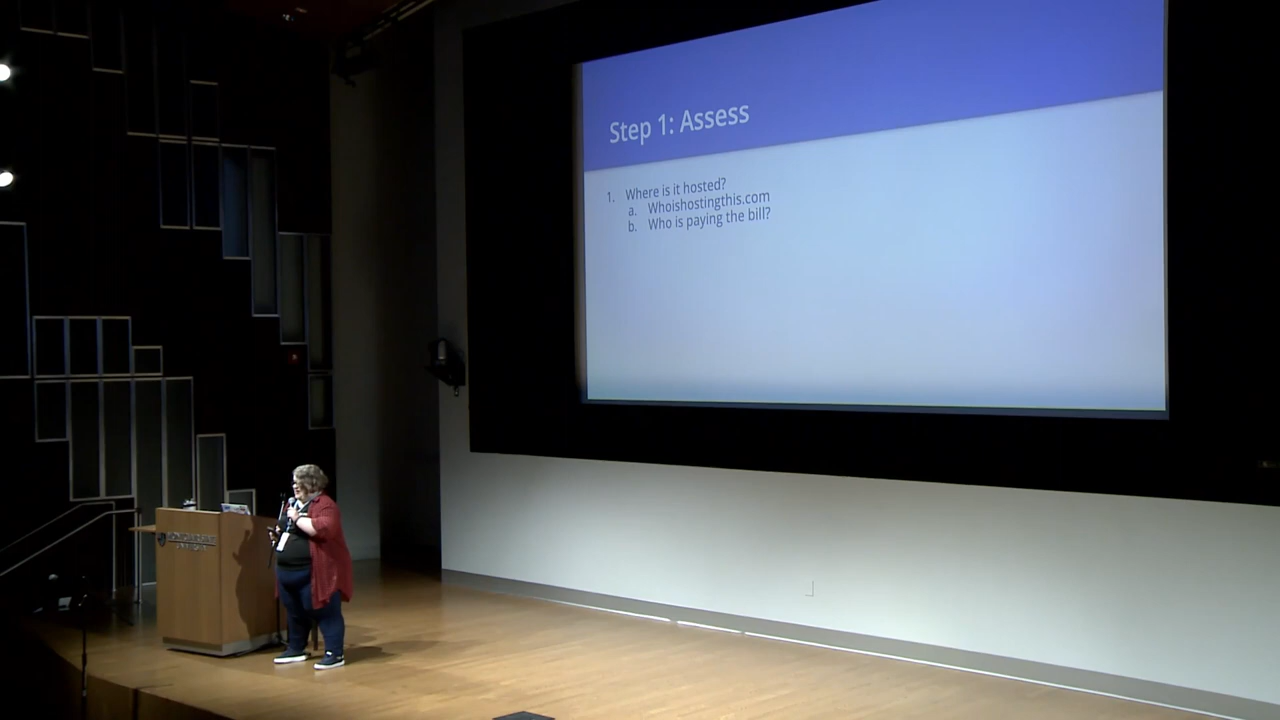 Step 1: Assess
1. Where is it hosted?
a. Whoishostingthis.com
b. Who is paying the bill?